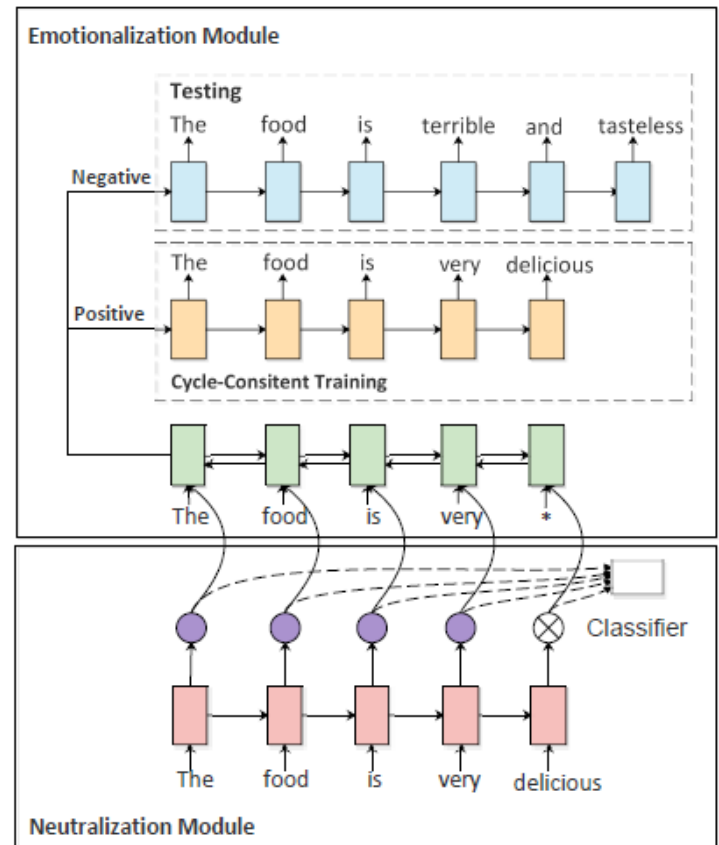 Emotionalization Module
Testing
The food is terrible and tasteless
Negative
The food is very delicious
Positive
Cycle-Consitent Training
The food is very *
Classifier
The food is very delicious
Neutralization Module